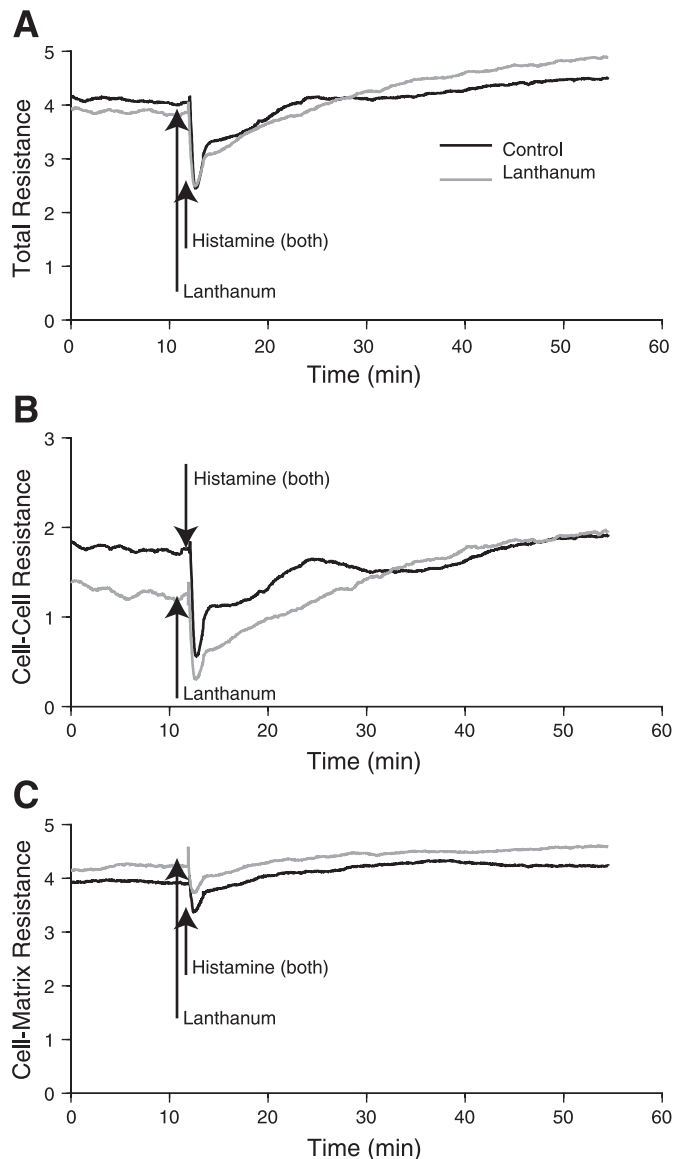 A
Total Resistance
5
4
3
2
1
0
Control
Lanthanum
Histamine (both)
Lanthanum
0 10 20 30 40 50 60
Time (min)
B
Cell-Cell Resistance
3
2
1
0
Histamine (both)
Lanthanum
0 10 20 30 40 50 60
Time (min)
C
Cell-Matrix Resistance
5
4
3
2
1
0
Histamine (both)
Lanthanum
0 10 20 30 40 50 60
Time (min)